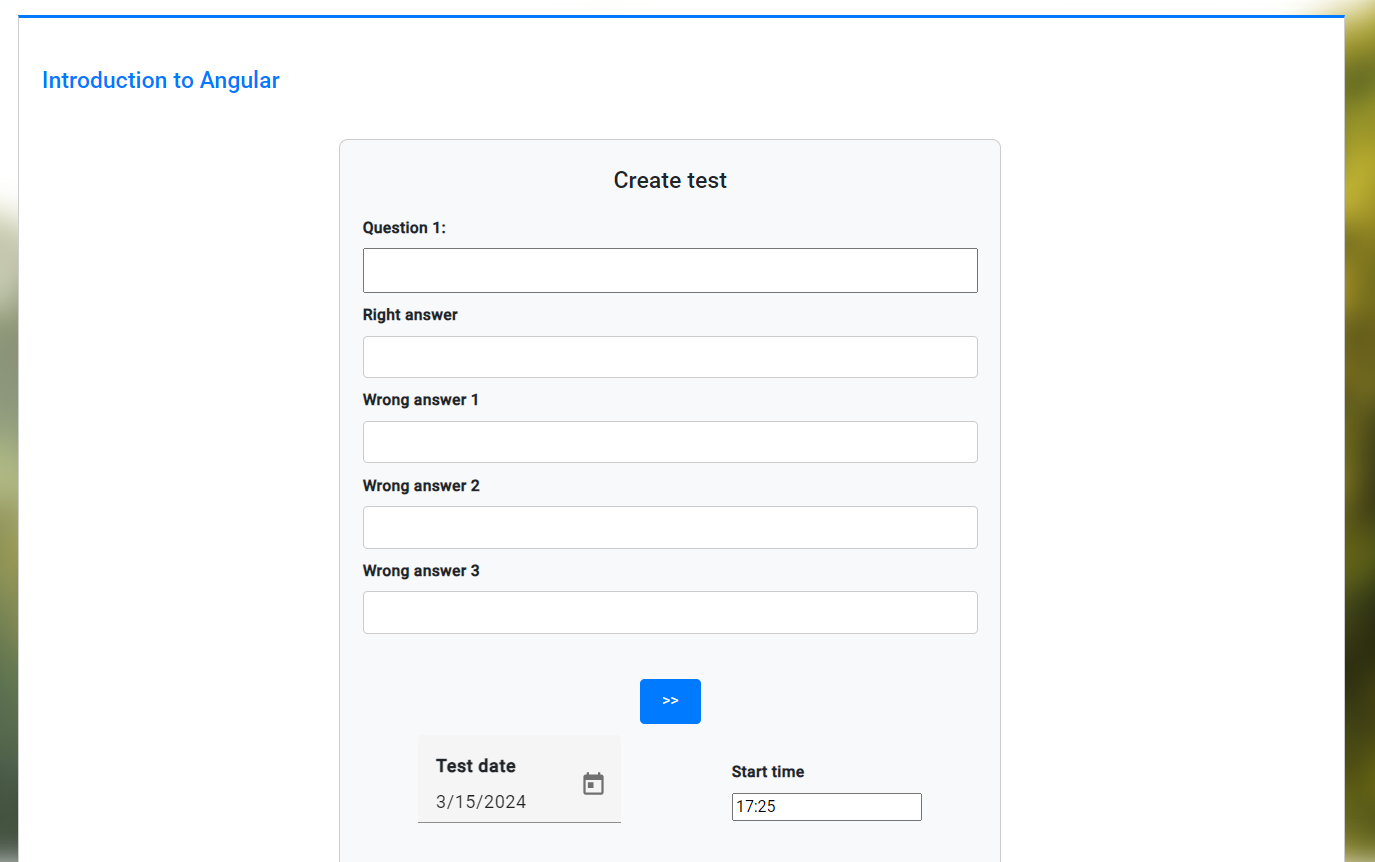 Introduction to Angular
Create test
Question 1:
Right answer
Wrong answer 1
Wrong answer 2
Wrong answer 3
>>
Test date
3/15/2024
Start time
17:25